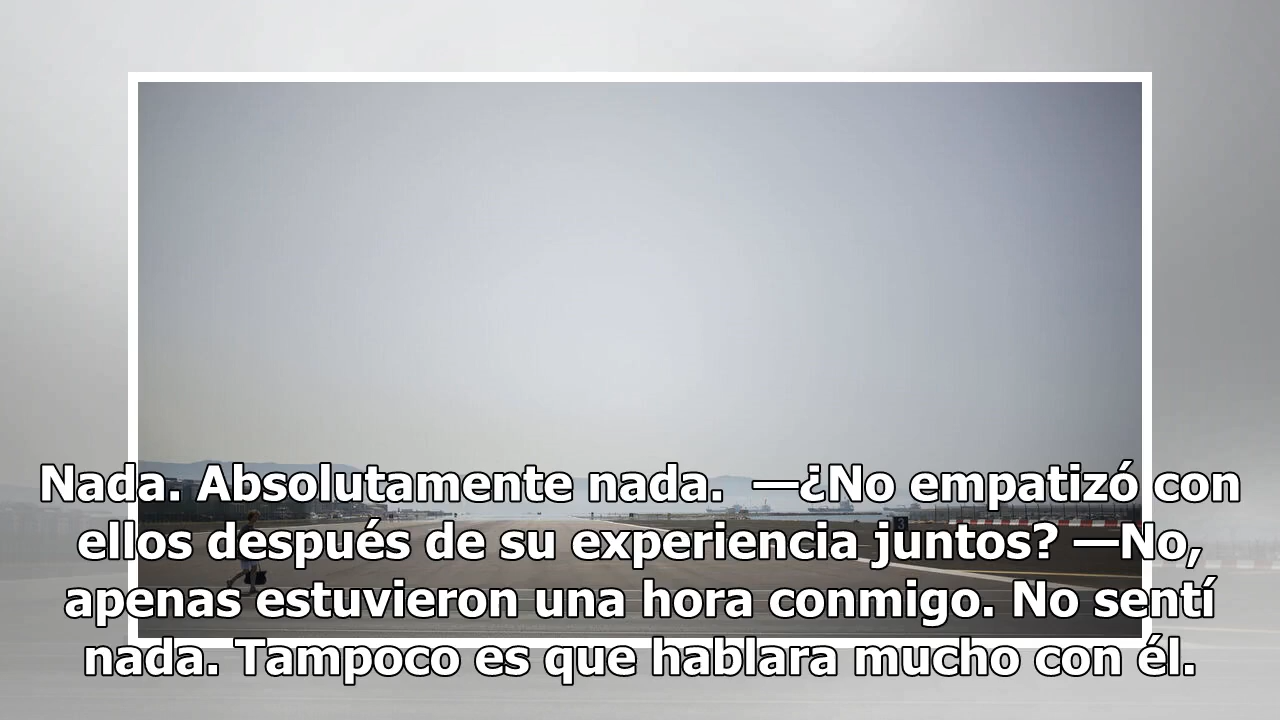 Nada. Absolutamente nada.  —¿No empatizó con
ellos después de su experiencia juntos? —No,
apenas estuvieron una hora conmigo. No sentí
nada. Tampoco es que hablara mucho con él.
3